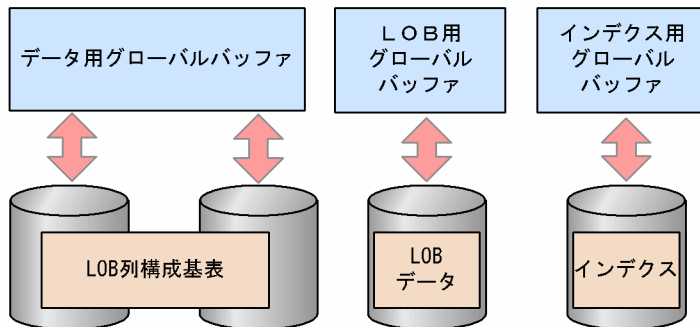 データ用グローバルバッファ
ＬＯＢ用
グローバル
バッファ
インデクス用
グローバル
バッファ
LOB列構成基表
LOB
データ
インデクス